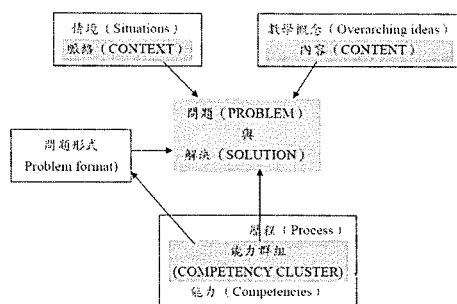 情境（Situations）
脈絡（CONTEXT）
數學概念（Overarching ideas）
內容（CONTENT）
問題（PROBLEM）
與
解決（SOLUTION）
問題形式
Problem format)
歷程（Process）
能力群組
(COMPETENCY CLUSTER)
能力（Competencies）